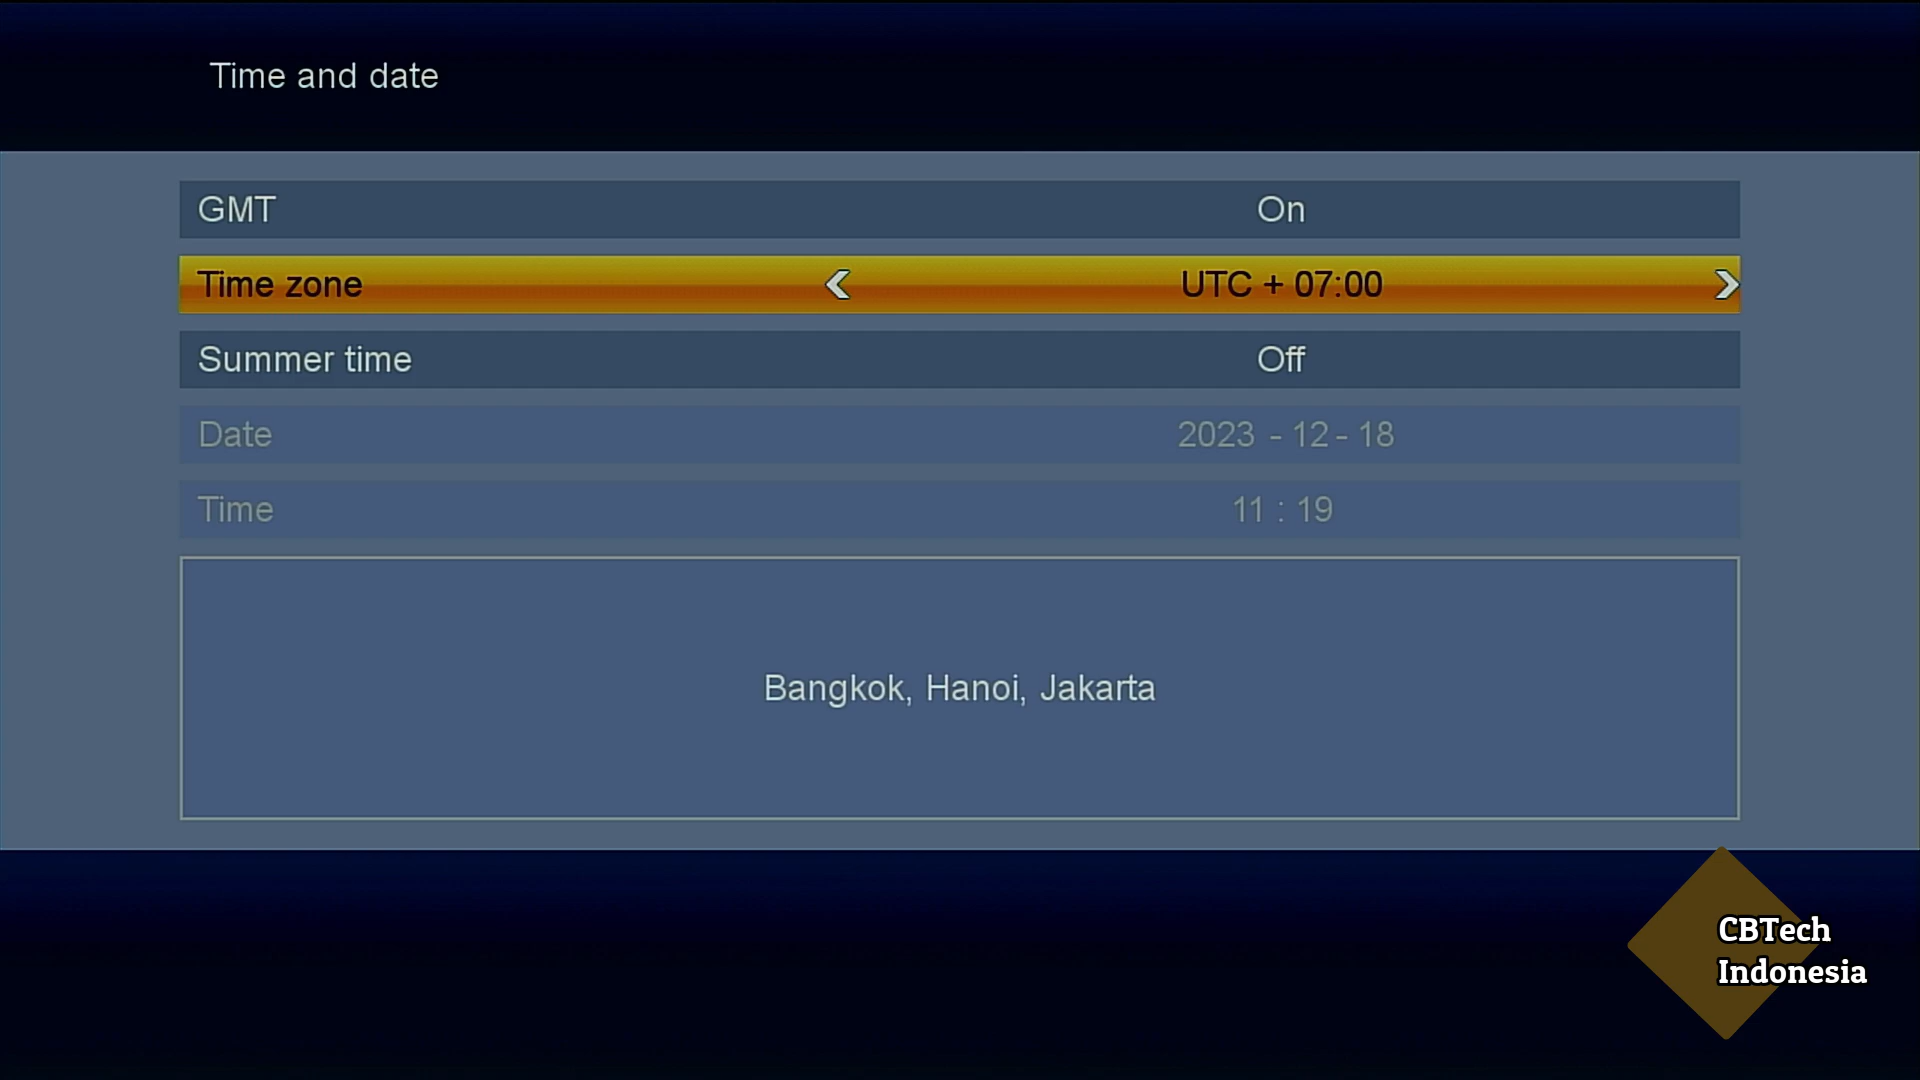 Time and date
GMT On
Time zone UTC + 07:00
Summer time Off
Date 2023 - 12 - 18
Time 11 : 19
Bangkok, Hanoi, Jakarta
CBTech
Indonesia